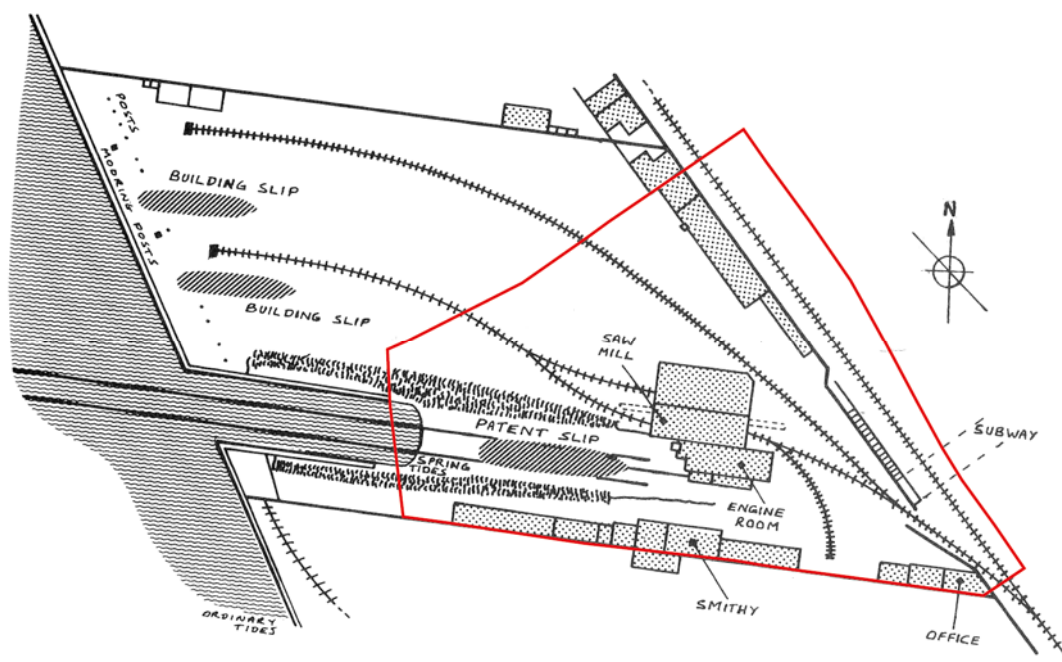 POSTS
MOORING POSTS
BUILDING SLIP
BUILDING SLIP
N
SAW
MILL
PATENT SLIP
SPRING
TIDES
SUBWAY
ENGINE
ROOM
SMITHY
OFFICE
ORDINARY
TIDES